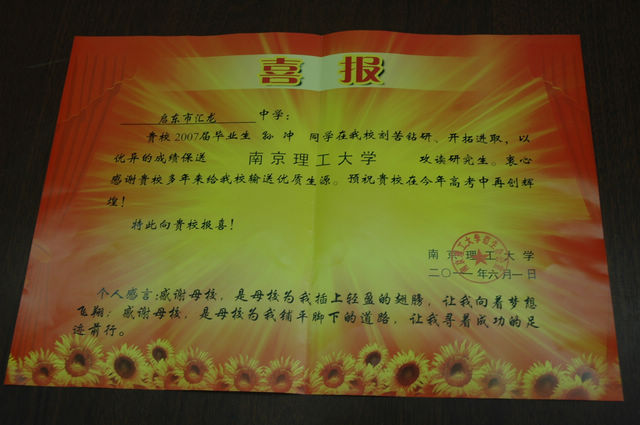 喜报
启东市汇龙 中学：
贵校2007届毕业生 孙 冲 同学在我校刻苦钻研、开拓进取，以
优异的成绩保送 南京理工大学 攻读研究生。衷心
感谢贵校多年来给我校输送优质生源。预祝贵校在今年高考中再创辉
煌！
特此向贵校报喜！
南京理工大学
二〇一一年六月一日
个人感言：感谢母校，是母校为我插上轻盈的翅膀，让我向着梦想
飞翔；感谢母校，是母校为我铺平脚下的道路，让我寻着成功的足
迹前行。